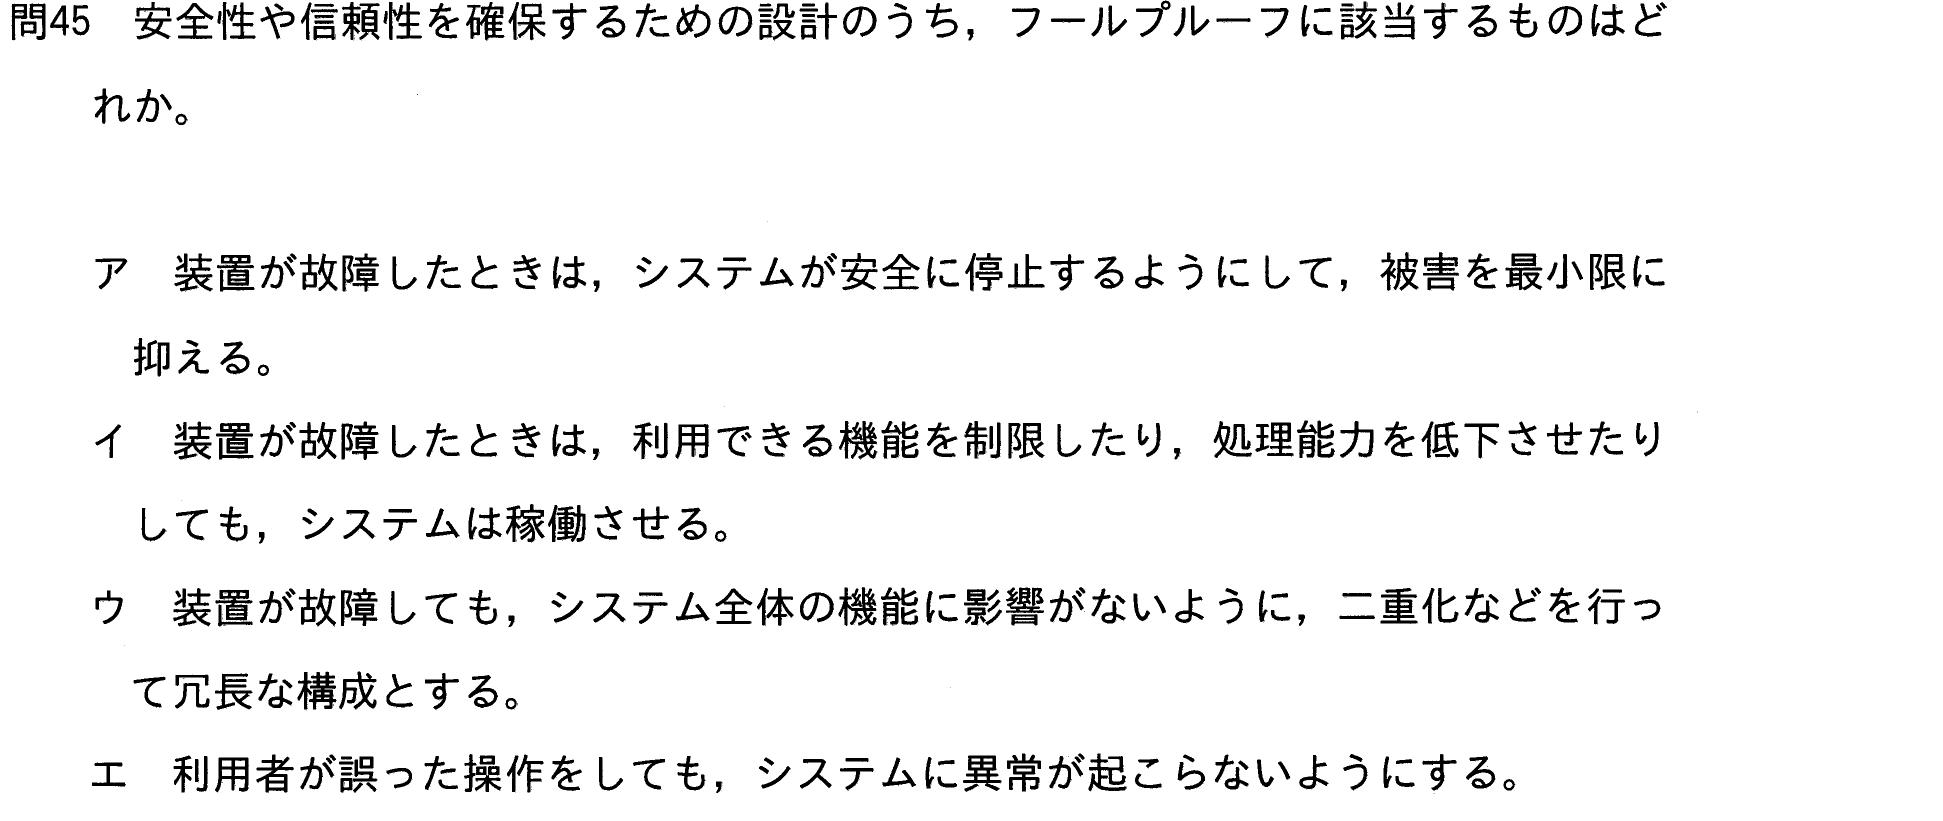 問45　安全性や信頼性を確保するための設計のうち，フールプルーフに該当するものはど
れか。
ア　装置が故障したときは，システムが安全に停止するようにして，被害を最小限に
抑える。
イ　装置が故障したときは，利用できる機能を制限したり，処理能力を低下させたり
しても，システムは稼働させる。
ウ　装置が故障しても，システム全体の機能に影響がないように，二重化などを行っ
て冗長な構成とする。
エ　利用者が誤った操作をしても，システムに異常が起こらないようにする。